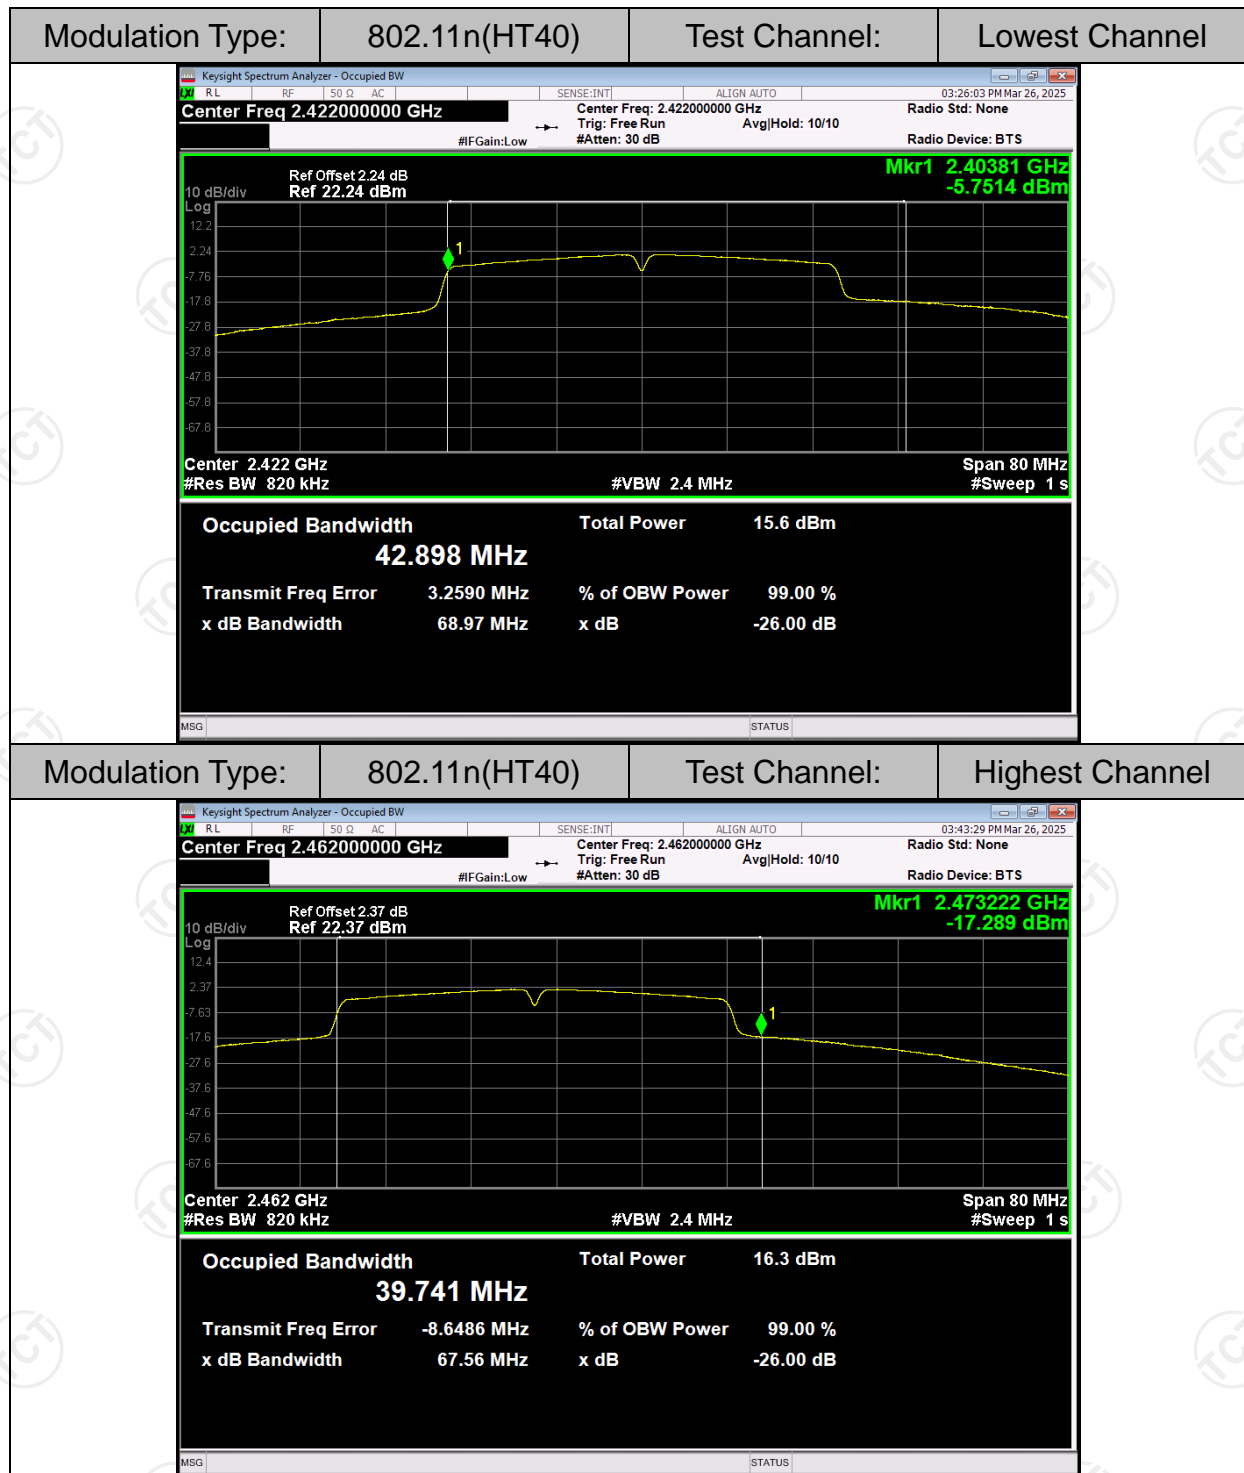 Modulation Type: 802.11n(HT40) Test Channel: Lowest Channel
Keysight Spectrum Analyzer - Occupied BW
LXI RL RF 50 Ω AC SENSE:INT ALIGN AUTO 03:26:03 PM Mar 26, 2025
Center Freq 2.422000000 GHz Center Freq: 2.422000000 GHz Radio Std: None
Trig: Free Run Avg|Hold: 10/10
#IFGain:Low #Atten: 30 dB Radio Device: BTS
Mkr1 2.40381 GHz
-5.7514 dBm
Ref Offset 2.24 dB
10 dB/div Ref 22.24 dBm
Log
12.2
2.24
1
-7.76
-17.8
-27.8
-37.8
-47.8
-57.8
-67.8
Center 2.422 GHz Span 80 MHz
#Res BW 820 kHz #VBW 2.4 MHz #Sweep 1 s
Occupied Bandwidth Total Power 15.6 dBm
42.898 MHz
Transmit Freq Error 3.2590 MHz % of OBW Power 99.00 %
x dB Bandwidth 68.97 MHz x dB -26.00 dB
MSG STATUS
Modulation Type: 802.11n(HT40) Test Channel: Highest Channel
Keysight Spectrum Analyzer - Occupied BW
LXI RL RF 50 Ω AC SENSE:INT ALIGN AUTO 03:43:29 PM Mar 26, 2025
Center Freq 2.462000000 GHz Center Freq: 2.462000000 GHz Radio Std: None
Trig: Free Run Avg|Hold: 10/10
#IFGain:Low #Atten: 30 dB Radio Device: BTS
Mkr1 2.473222 GHz
-17.289 dBm
Ref Offset 2.37 dB
10 dB/div Ref 22.37 dBm
Log
12.4
2.37
-7.63
1
-17.6
-27.6
-37.6
-47.6
-57.6
-67.6
Center 2.462 GHz Span 80 MHz
#Res BW 820 kHz #VBW 2.4 MHz #Sweep 1 s
Occupied Bandwidth Total Power 16.3 dBm
39.741 MHz
Transmit Freq Error -8.6486 MHz % of OBW Power 99.00 %
x dB Bandwidth 67.56 MHz x dB -26.00 dB
MSG STATUS